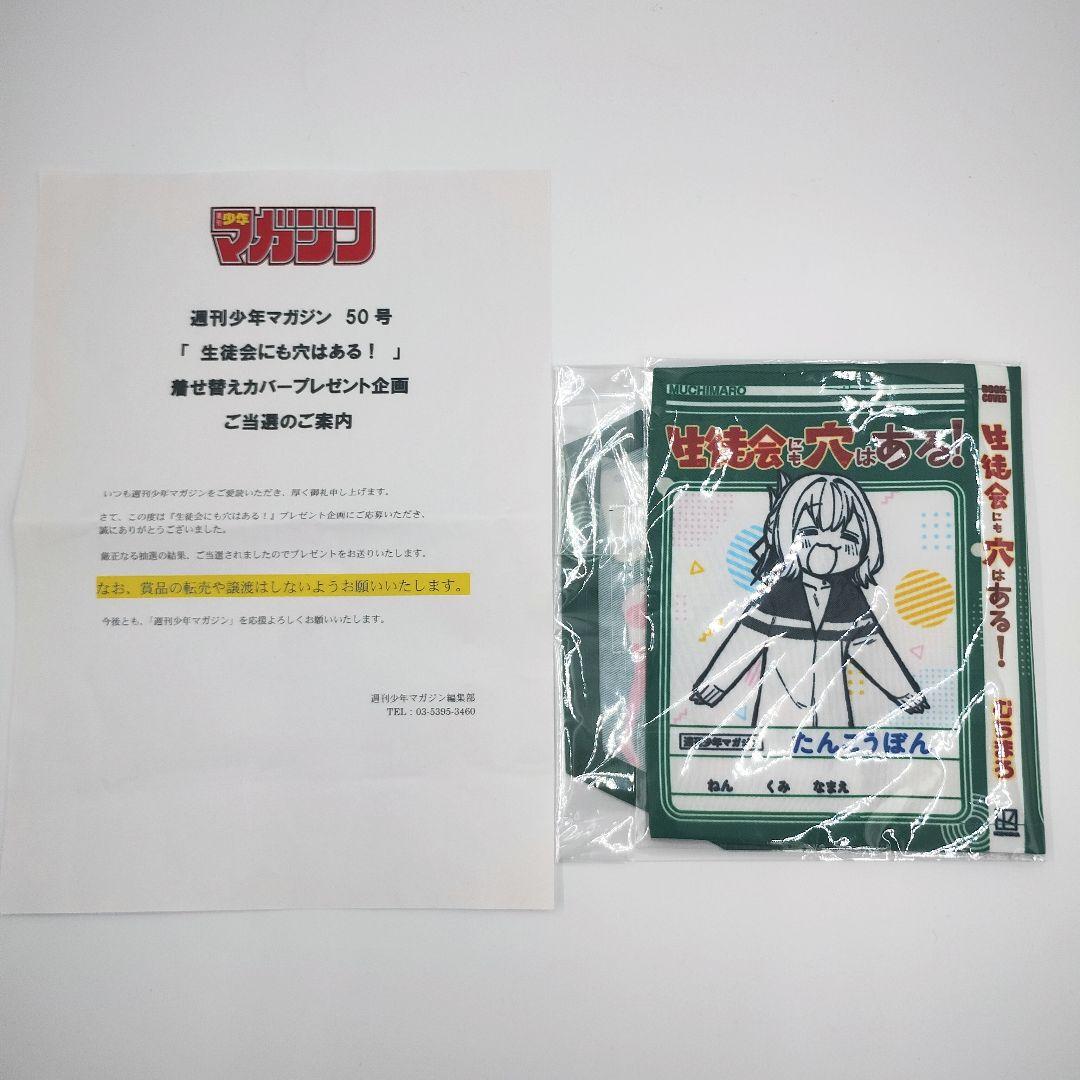 週刊少年
マガジン
週刊少年マガジン 50号
「 生徒会にも穴はある！ 」
着せ替えカバープレゼント企画
ご当選のご案内
いつも週刊少年マガジンをご愛読いただき、厚く御礼申し上げます。
さて、この度は『生徒会にも穴はある！』プレゼント企画にご応募いただき、
誠にありがとうございました。
厳正なる抽選の結果、ご当選されましたのでプレゼントをお送りいたします。
なお、賞品の転売や譲渡はしないようお願いいたします。
今後とも、「週刊少年マガジン」を応援よろしくお願いいたします。
週刊少年マガジン編集部
TEL：03-5395-3460
MUCHIMARO
生徒会にも穴はある！
週刊少年マガジン
たんこうぼん
ねん くみ なまえ
BOOK
COVER
生徒会にも穴はある！
むちまろ